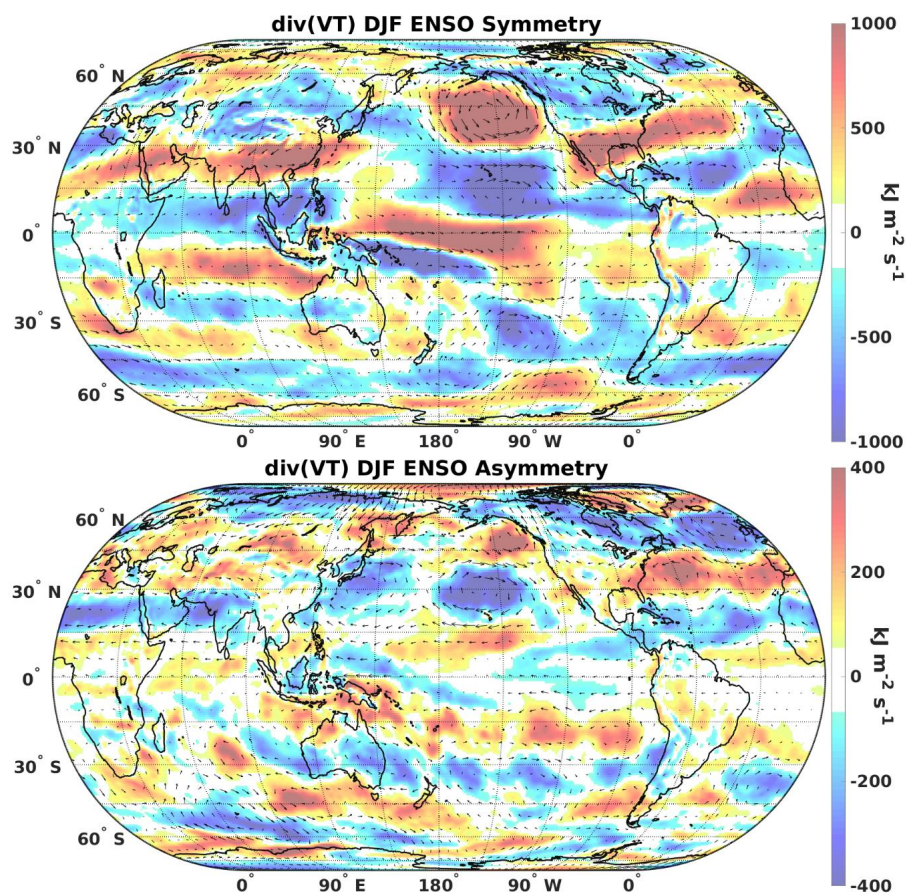 div(VT) DJF ENSO Symmetry
60° N
30° N
0°
30° S
60° S
0° 90° E 180° 90° W 0°
1000
500
0
-500
-1000
kJ m⁻² s⁻¹
div(VT) DJF ENSO Asymmetry
60° N
30° N
0°
30° S
60° S
0 90° E 180° 90° W 0°
400
200
0
-200
-400
kJ m⁻² s⁻¹